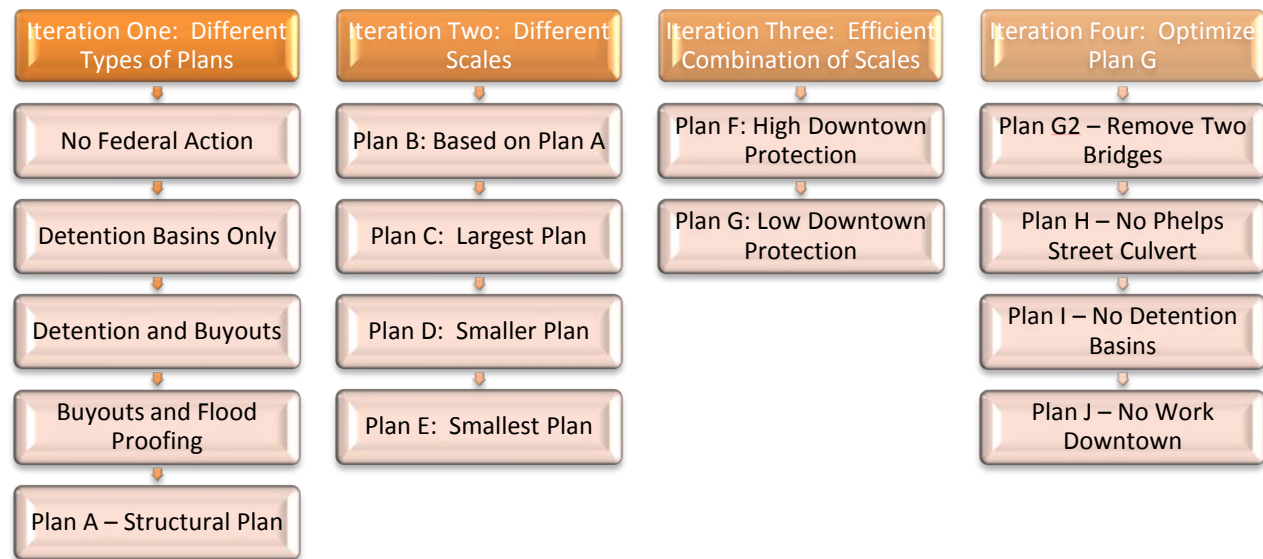 Iteration One:  Different
Types of Plans
No Federal Action
Detention Basins Only
Detention and Buyouts
Buyouts and Flood
Proofing
Plan A – Structural Plan
Iteration Two:  Different
Scales
Plan B: Based on Plan A
Plan C:  Largest Plan
Plan D:  Smaller Plan
Plan E:  Smallest Plan
Iteration Three:  Efficient
Combination of Scales
Plan F: High Downtown
Protection
Plan G: Low Downtown
Protection
Iteration Four:  Optimize
Plan G
Plan G2 – Remove Two
Bridges
Plan H – No Phelps
Street Culvert
Plan I – No Detention
Basins
Plan J – No Work
Downtown